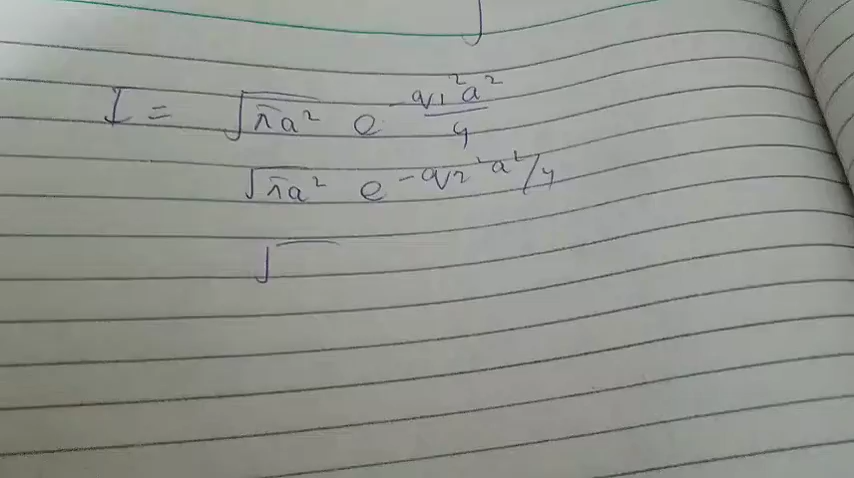 I = √πa² e^-q₁²a²/4
√πa² e^-q₂²a²/4
√